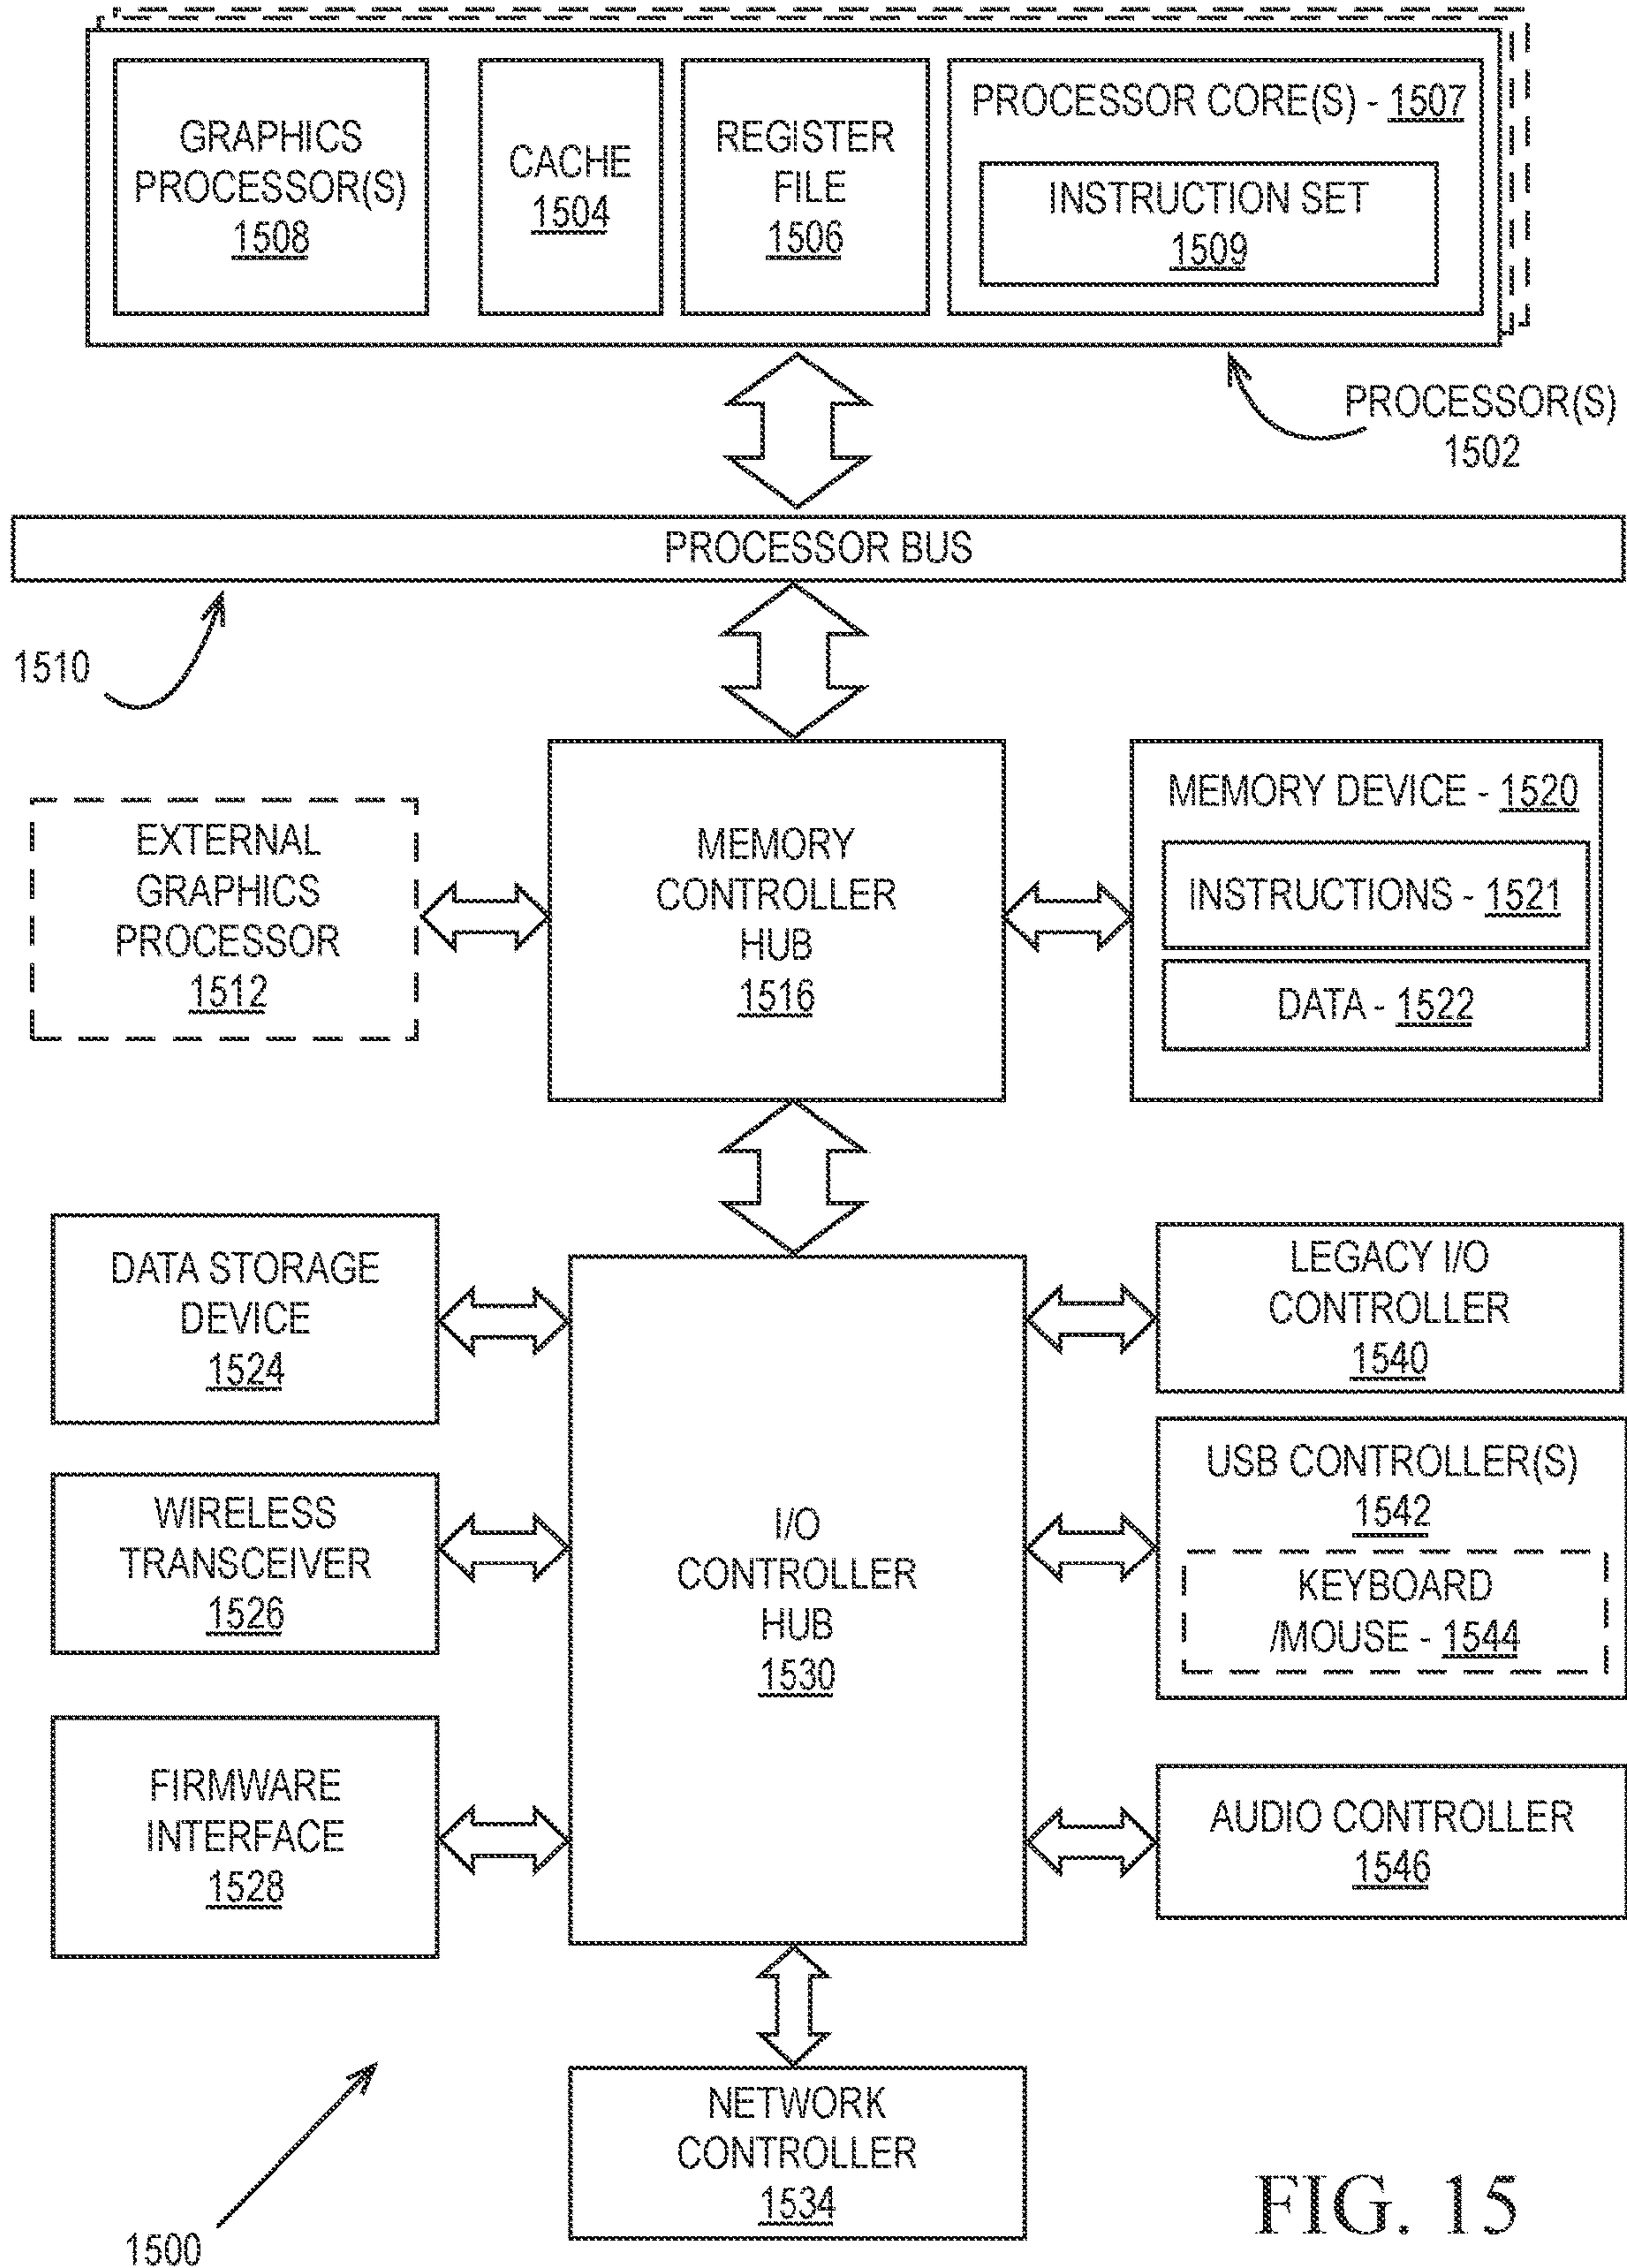 GRAPHICS
PROCESSOR(S)
1508
CACHE
1504
REGISTER
FILE
1506
PROCESSOR CORE(S) - 1507
INSTRUCTION SET
1509
PROCESSOR(S)
1502
PROCESSOR BUS
1510
EXTERNAL
GRAPHICS
PROCESSOR
1512
MEMORY
CONTROLLER
HUB
1516
MEMORY DEVICE - 1520
INSTRUCTIONS - 1521
DATA - 1522
DATA STORAGE
DEVICE
1524
WIRELESS
TRANSCEIVER
1526
FIRMWARE
INTERFACE
1528
I/O
CONTROLLER
HUB
1530
LEGACY I/O
CONTROLLER
1540
USB CONTROLLER(S)
1542
KEYBOARD
/MOUSE - 1544
AUDIO CONTROLLER
1546
NETWORK
CONTROLLER
1534
1500
FIG. 15